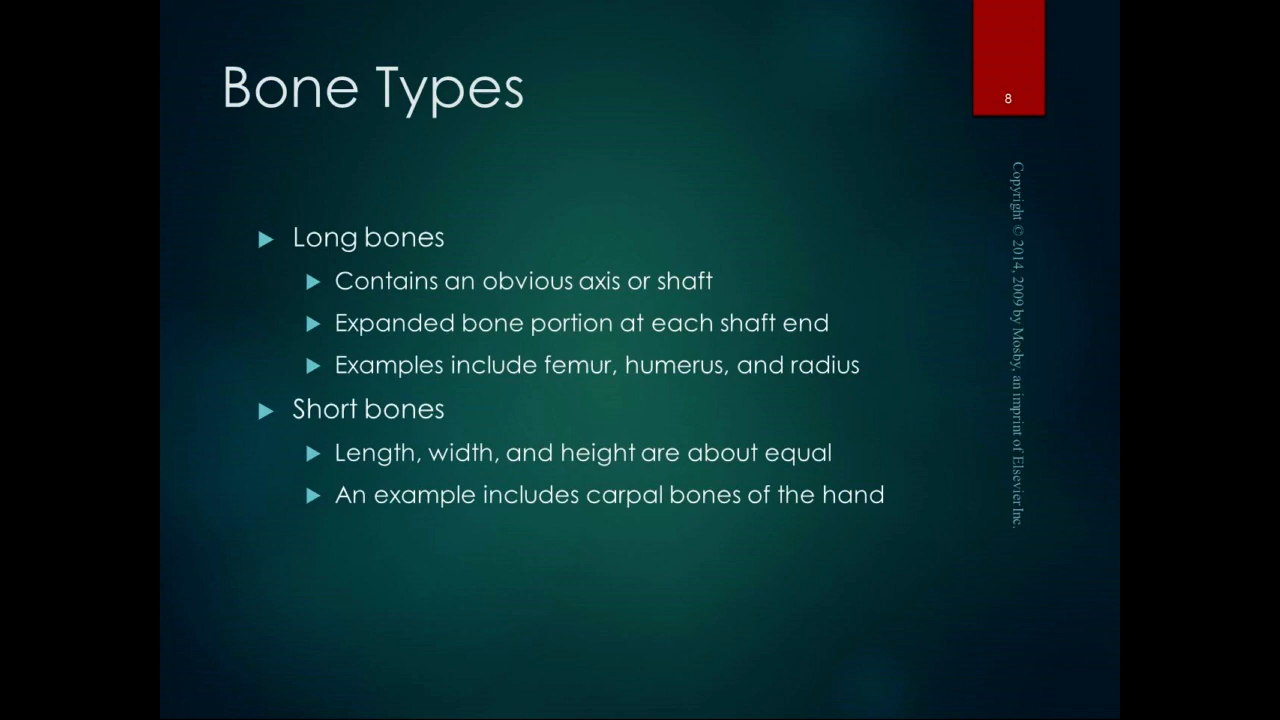 Bone Types
8
Long bones
Contains an obvious axis or shaft
Expanded bone portion at each shaft end
Examples include femur, humerus, and radius
Short bones
Length, width, and height are about equal
An example includes carpal bones of the hand
Copyright © 2014, 2009 by Mosby, an imprint of Elsevier Inc.